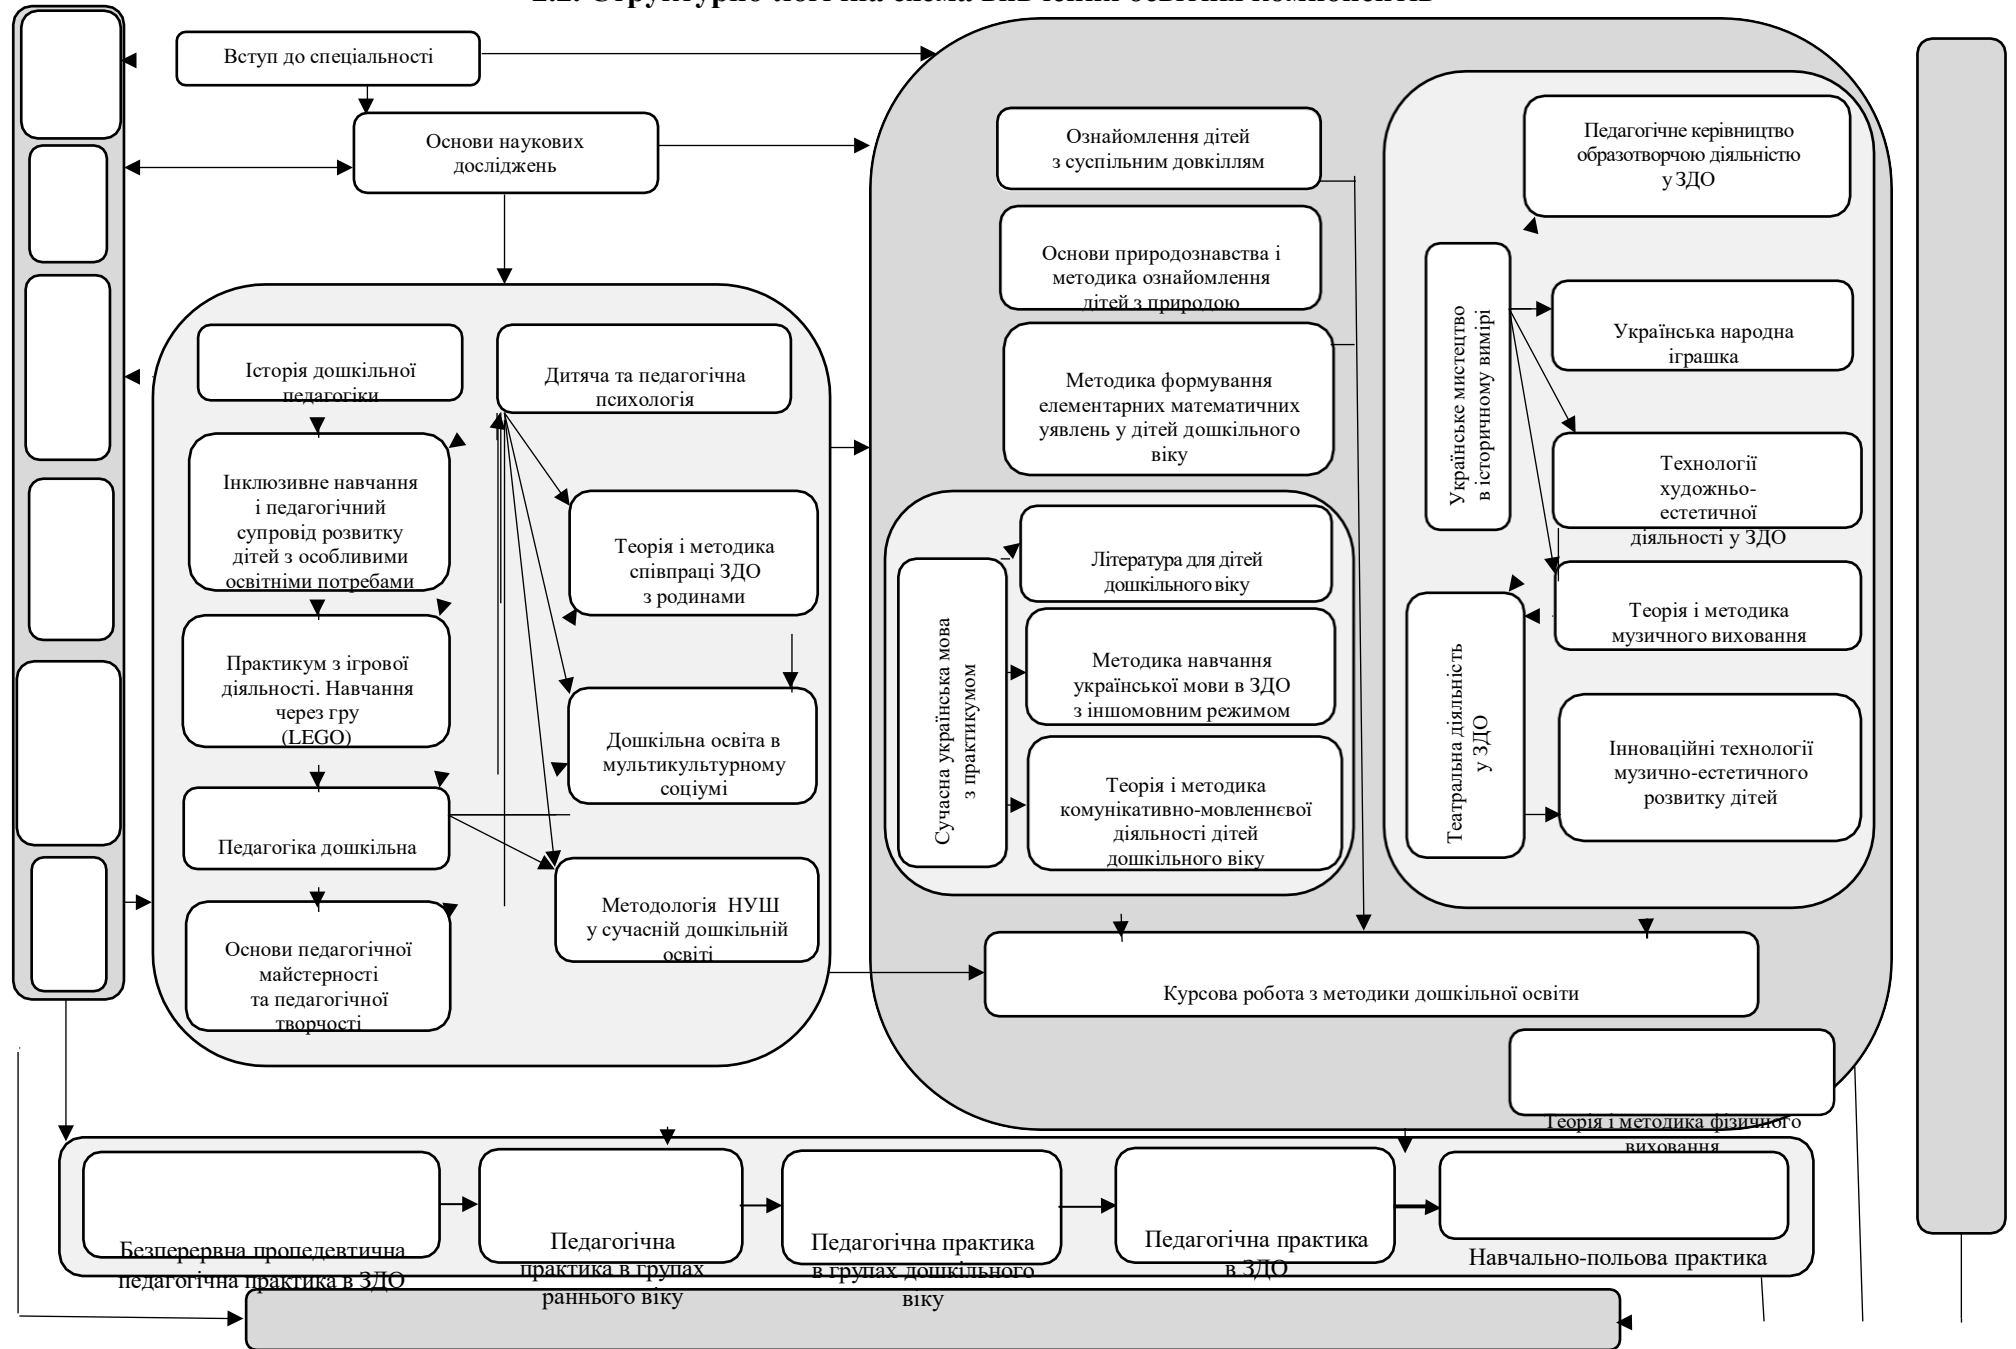 2.2. Структурно-логічна схема вивчення освітніх компонентів
Вступ до спеціальності
Основи наукових
досліджень
Історія дошкільної
педагогіки
Дитяча та педагогічна
психологія
Інклюзивне навчання
і педагогічний
супровід розвитку
дітей з особливими
освітніми потребами
Теорія і методика
співпраці ЗДО
з родинами
Практикум з ігрової
діяльності. Навчання
через гру
(LEGO)
Дошкільна освіта в
мультикультурному
соціумі
Педагогіка дошкільна
Методологія НУШ
у сучасній дошкільній
освіті
Основи педагогічної
майстерності
та педагогічної
творчості
Ознайомлення дітей
з суспільним довкіллям
Основи природознавства і
методика ознайомлення
дітей з природою
Методика формування
елементарних математичних
уявлень у дітей дошкільного
віку
Сучасна українська мова
з практикумом
Література для дітей
дошкільного віку
Методика навчання
української мови в ЗДО
з іншомовним режимом
Теорія і методика
комунікативно-мовленнєвої
діяльності дітей
дошкільного віку
Педагогічне керівництво
образотворчою діяльністю
у ЗДО
Українське мистецтво
в історичному вимірі
Українська народна
іграшка
Технології
художньо-
естетичної
діяльності у ЗДО
Теорія і методика
музичного виховання
Театральна діяльність
у ЗДО
Інноваційні технології
музично-естетичного
розвитку дітей
Курсова робота з методики дошкільної освіти
Теорія і методика фізичного
виховання
Безперервна пропедевтична
педагогічна практика в ЗДО
Педагогічна
практика в групах
раннього віку
Педагогічна практика
в групах дошкільного
віку
Педагогічна практика
в ЗДО
Навчально-польова практика